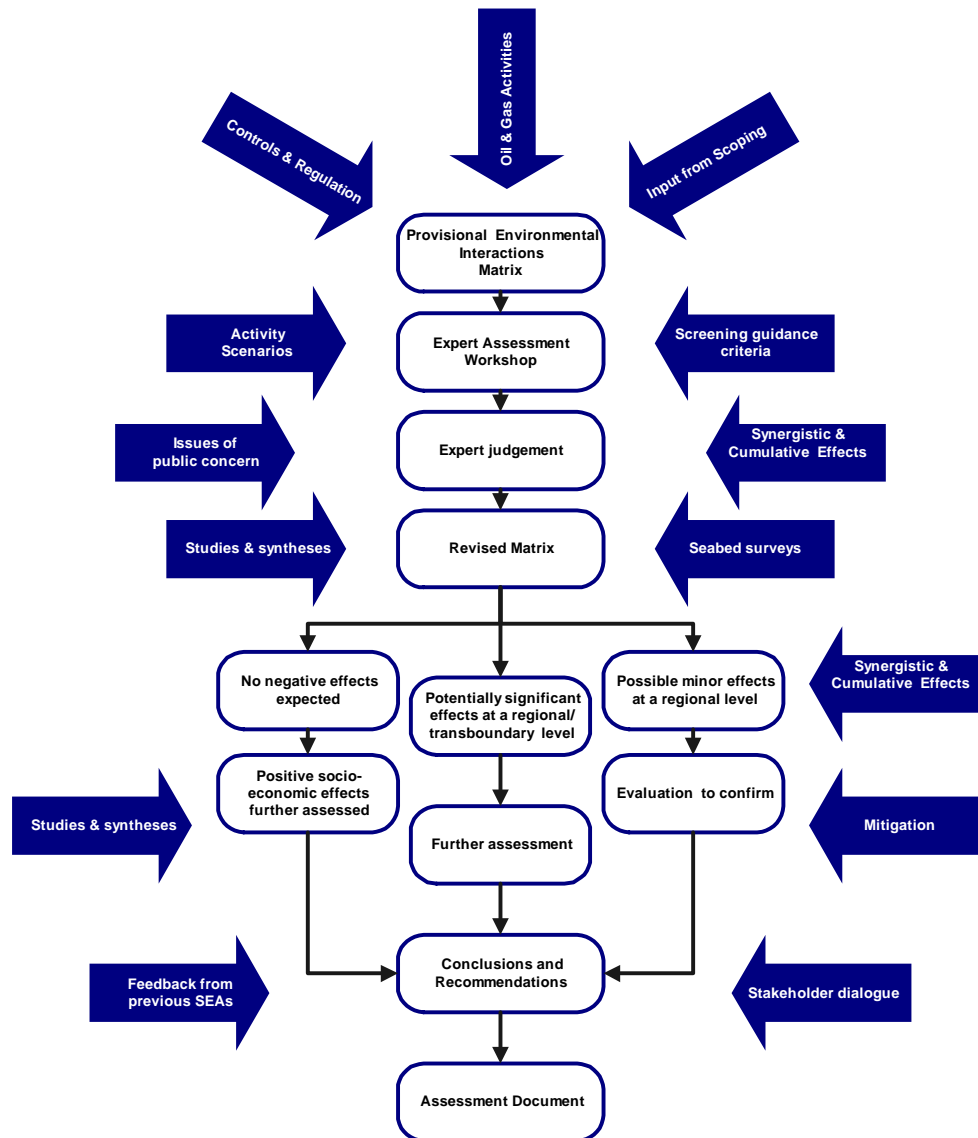 Oil & Gas Activities
Controls & Regulation
Input from Scoping
Provisional Environmental
Interactions
Matrix
Activity
Scenarios
Expert Assessment
Workshop
Screening guidance
criteria
Issues of
public concern
Expert judgement
Synergistic &
Cumulative Effects
Studies & syntheses
Revised Matrix
Seabed surveys
No negative effects
expected
Potentially significant
effects at a regional/
transboundary level
Possible minor effects
at a regional level
Synergistic &
Cumulative Effects
Studies & syntheses
Positive socio-
economic effects
further assessed
Further assessment
Evaluation to confirm
Mitigation
Feedback from
previous SEAs
Conclusions and
Recommendations
Stakeholder dialogue
Assessment Document